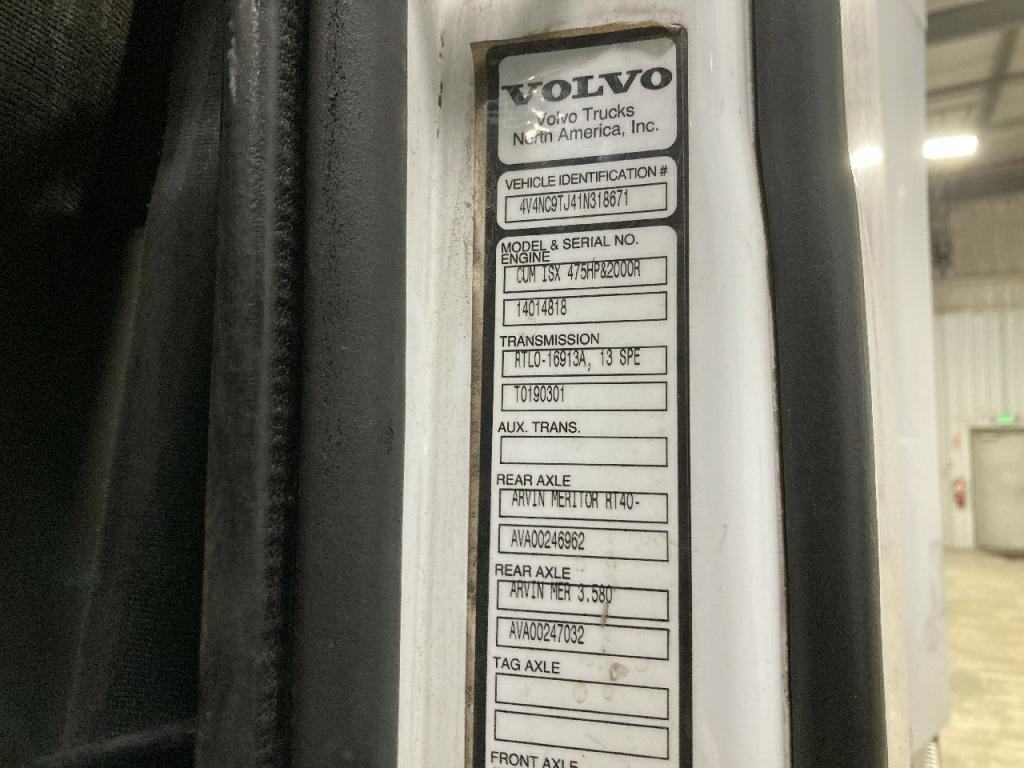 VOLVO
Volvo Trucks
North America, Inc.
VEHICLE IDENTIFICATION #
4V4NC9TJ41N318671
MODEL & SERIAL NO.
ENGINE
CUM ISX 475HP&2000R
14014818
TRANSMISSION
RTLO-16913A, 13 SPE
T0190301
AUX. TRANS.
REAR AXLE
ARVIN MERITOR RT40-
AVA00246962
REAR AXLE
ARVIN MER 3.580
AVA00247032
TAG AXLE
FRONT AXLE